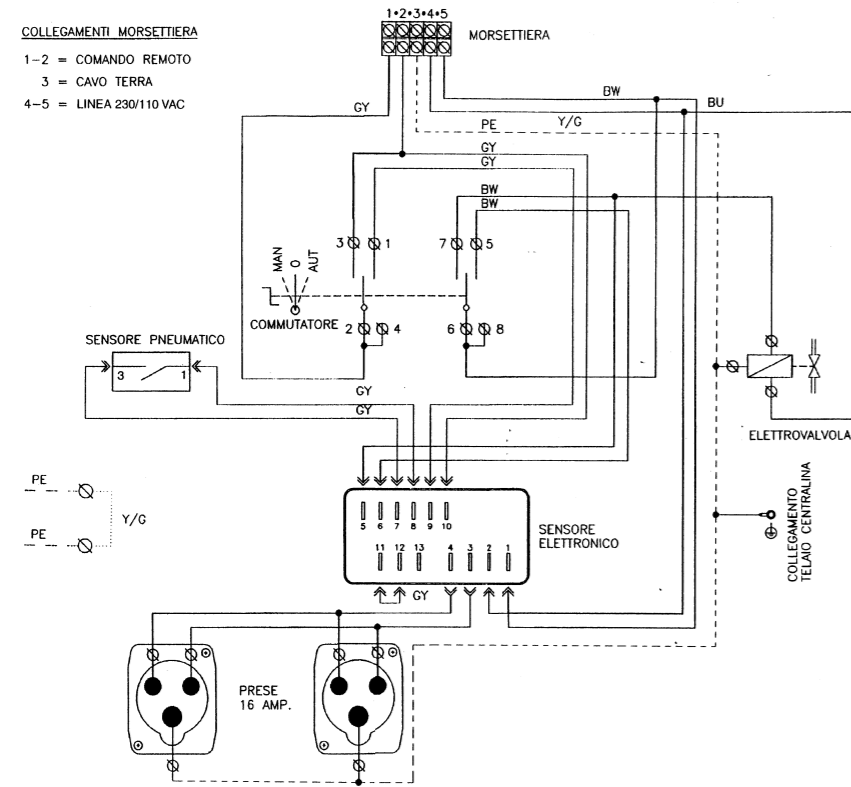 1•2•3•4•5
MORSETTIERA
COLLEGAMENTI MORSETTIERA
1-2 = COMANDO REMOTO
3 = CAVO TERRA
4-5 = LINEA 230/110 VAC
BW
BU
GY
PE
Y/G
GY
GY
BW
BW
3
1
7
5
MAN
O
AUT
COMMUTATORE
2
4
6
8
SENSORE PNEUMATICO
3
1
GY
GY
ELETTROVALVOLA
PE
Y/G
PE
5
6
7
8
9
10
11
12
13
4
3
2
1
SENSORE
ELETTRONICO
COLLEGAMENTO
TELAIO CENTRALINA
GY
PRESE
16 AMP.